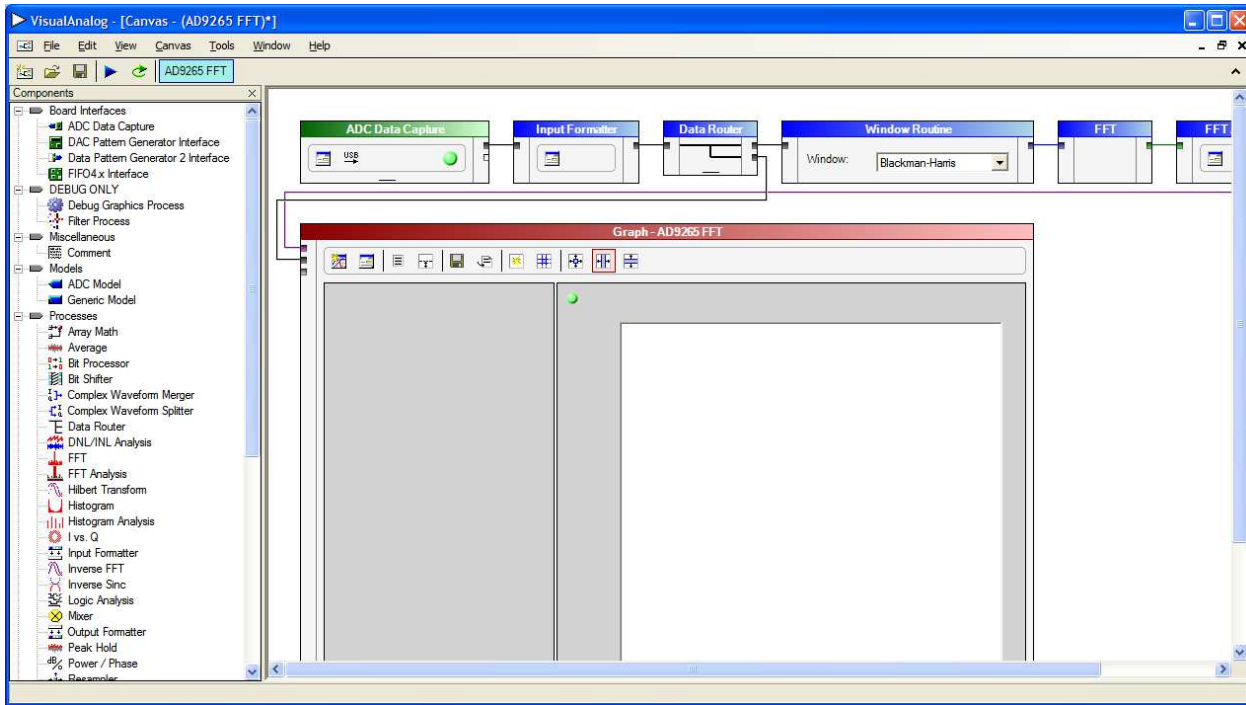 VisualAnalog - [Canvas - (AD9265 FFT)*]
File Edit View Canvas Tools Window Help
AD9265 FFT
Components
Board Interfaces
ADC Data Capture
DAC Pattern Generator Interface
Data Pattern Generator 2 Interface
FIFO4.x Interface
DEBUG ONLY
Debug Graphics Process
Filter Process
Miscellaneous
Comment
Models
ADC Model
Generic Model
Processes
Array Math
Average
Bit Processor
Bit Shifter
Complex Waveform Merger
Complex Waveform Splitter
Data Router
DNL/INL Analysis
FFT
FFT Analysis
Hilbert Transform
Histogram
Histogram Analysis
I vs. Q
Input Formatter
Inverse FFT
Inverse Sinc
Logic Analysis
Mixer
Output Formatter
Peak Hold
Power / Phase
Resampler
ADC Data Capture Input Formatter Data Router Window Routine FFT FFT
USB
Window: Blackman-Harris
Graph - AD9265 FFT